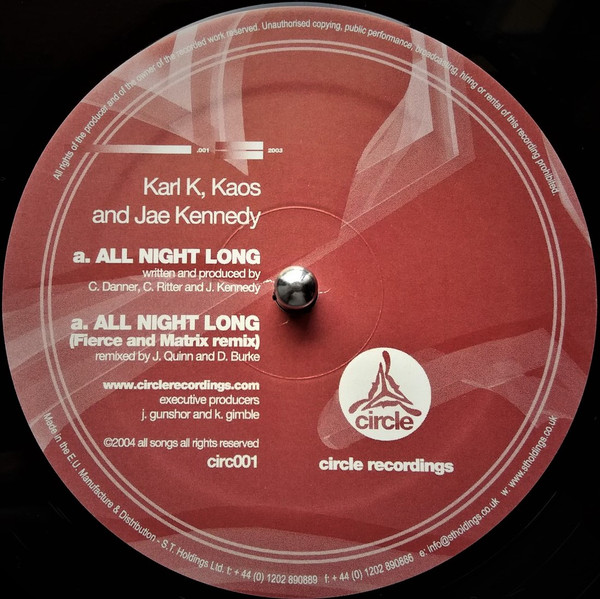 All rights of the producer and of the owner of the recorded work reserved. Unauthorised copying, public performance, broadcasting, hiring or rental of this recording prohibited.
.001 2003
Karl K, Kaos
and Jae Kennedy
a. ALL NIGHT LONG
written and produced by
C. Danner, C. Ritter and J. Kennedy
a. ALL NIGHT LONG
(Fierce and Matrix remix)
remixed by J. Quinn and D. Burke
www.circlerecordings.com
executive producers
j. gunshor and k. gimble
©2004 all songs all rights reserved
circ001
circle
circle recordings
Made in the E.U. Manufacture & Distribution - S.T. Holdings Ltd. t: + 44 (0) 1202 890889 f: + 44 (0) 1202 890886 e: info@stholdings.co.uk w: www.stholdings.co.uk